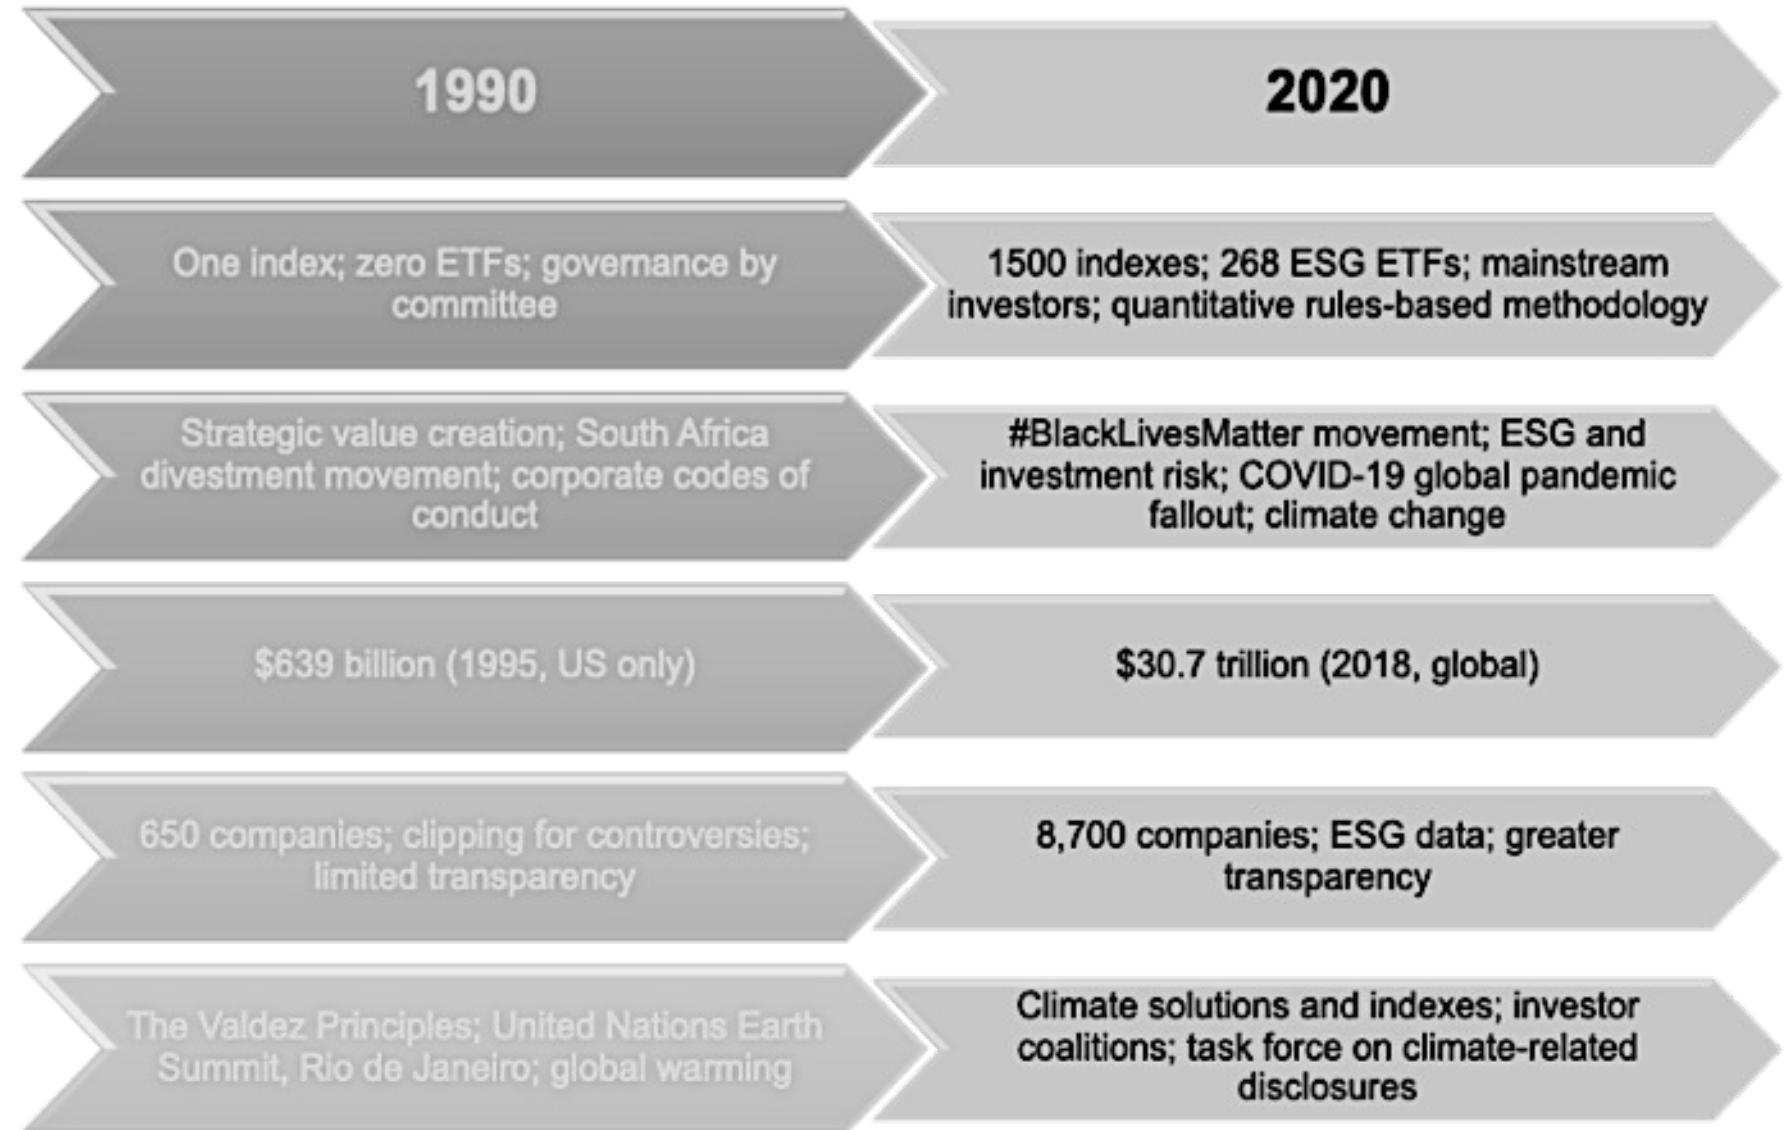 1990
2020
One index; zero ETFs; governance by
committee
1500 indexes; 268 ESG ETFs; mainstream
investors; quantitative rules-based methodology
Strategic value creation; South Africa
divestment movement; corporate codes of
conduct
#BlackLivesMatter movement; ESG and
investment risk; COVID-19 global pandemic
fallout; climate change
$639 billion (1995, US only)
$30.7 trillion (2018, global)
650 companies; clipping for controversies;
limited transparency
8,700 companies; ESG data; greater
transparency
The Valdez Principles; United Nations Earth
Summit, Rio de Janeiro; global warming
Climate solutions and indexes; investor
coalitions; task force on climate-related
disclosures